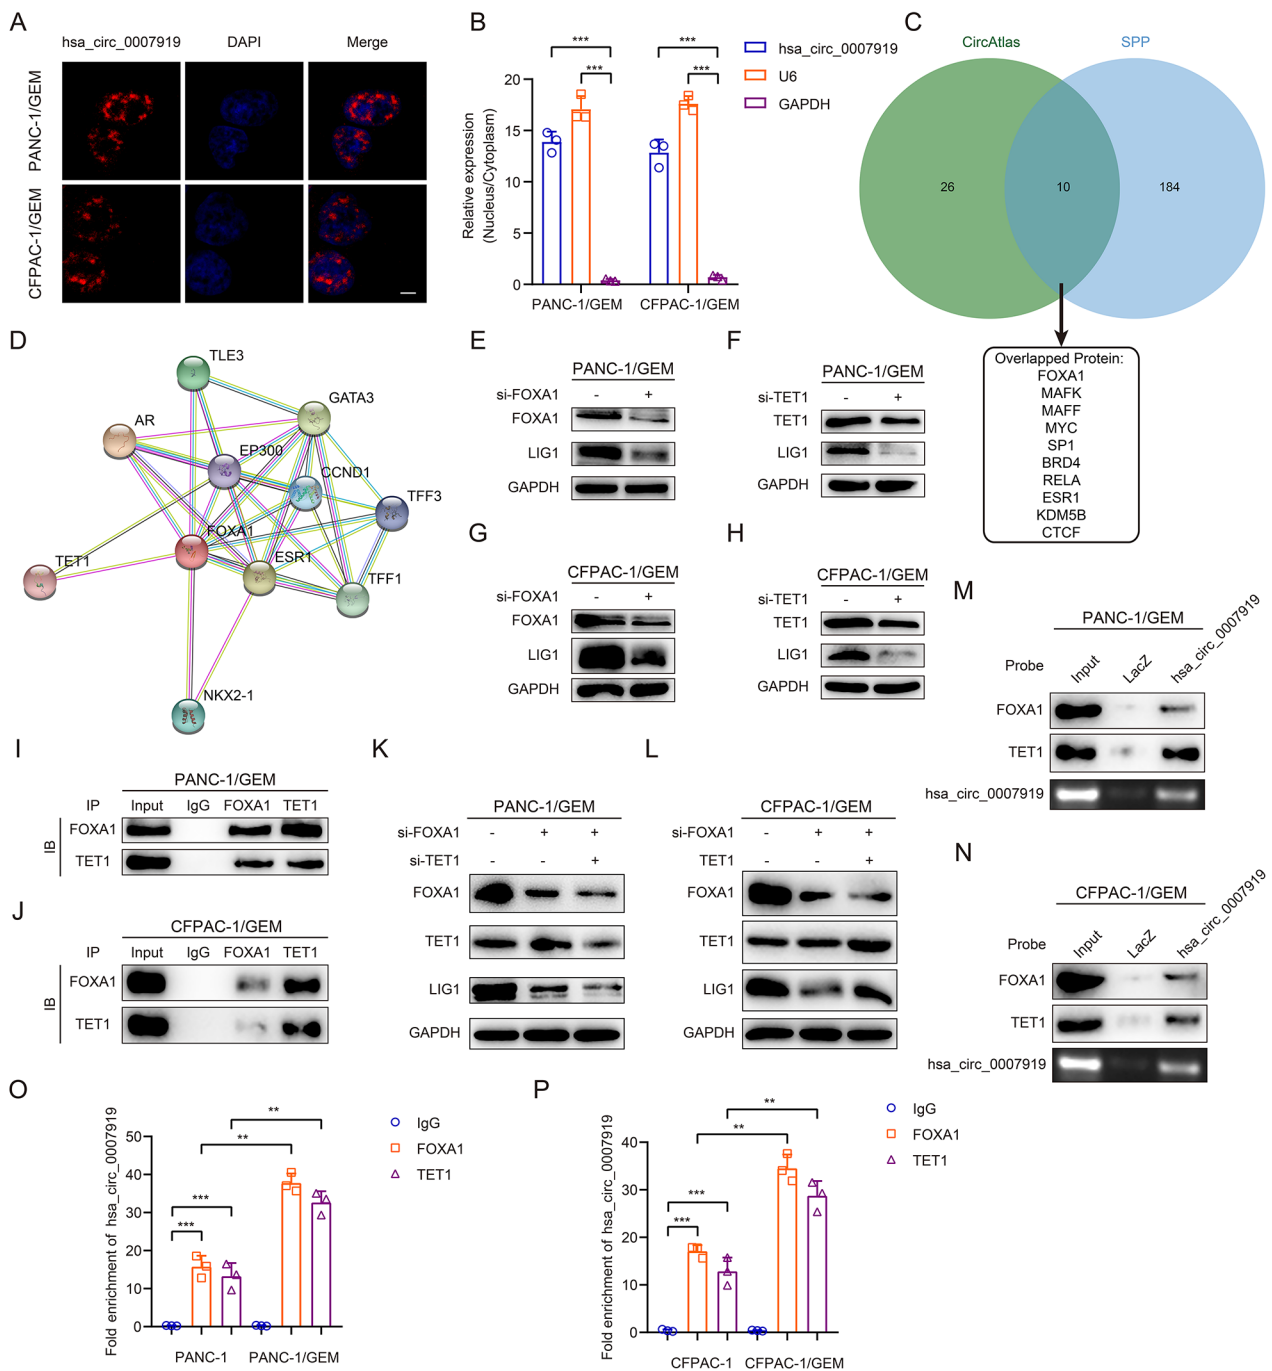 A
hsa_circ_0007919 DAPI Merge
PANC-1/GEM
CFPAC-1/GEM
B
Relative expression
(Nucleus/Cytoplasm)
20
15
10
5
0
*** ***
*** ***
PANC-1/GEM CFPAC-1/GEM
hsa_circ_0007919
U6
GAPDH
C
CircAtlas SPP
26 10 184
Overlapped Protein:
FOXA1
MAFK
MAFF
MYC
SP1
BRD4
RELA
ESR1
KDM5B
CTCF
D
TLE3
GATA3
AR
EP300
CCND1
TFF3
FOXA1
TET1
ESR1
TFF1
NKX2-1
E
PANC-1/GEM
si-FOXA1 - +
FOXA1
LIG1
GAPDH
F
PANC-1/GEM
si-TET1 - +
TET1
LIG1
GAPDH
G
CFPAC-1/GEM
si-FOXA1 - +
FOXA1
LIG1
GAPDH
H
CFPAC-1/GEM
si-TET1 - +
TET1
LIG1
GAPDH
I
PANC-1/GEM
IP Input IgG FOXA1 TET1
IB
FOXA1
TET1
J
CFPAC-1/GEM
IP Input IgG FOXA1 TET1
IB
FOXA1
TET1
K
PANC-1/GEM
si-FOXA1 - + +
si-TET1 - - +
FOXA1
TET1
LIG1
GAPDH
L
CFPAC-1/GEM
si-FOXA1 - + +
TET1 - - +
FOXA1
TET1
LIG1
GAPDH
M
PANC-1/GEM
Probe Input LacZ hsa_circ_0007919
FOXA1
TET1
hsa_circ_0007919
N
CFPAC-1/GEM
Probe Input LacZ hsa_circ_0007919
FOXA1
TET1
hsa_circ_0007919
O
Fold enrichment of hsa_circ_0007919
50
40
30
20
10
0
**
**
***
***
PANC-1 PANC-1/GEM
IgG
FOXA1
TET1
P
Fold enrichment of hsa_circ_0007919
40
30
20
10
0
**
**
***
***
CFPAC-1 CFPAC-1/GEM
IgG
FOXA1
TET1